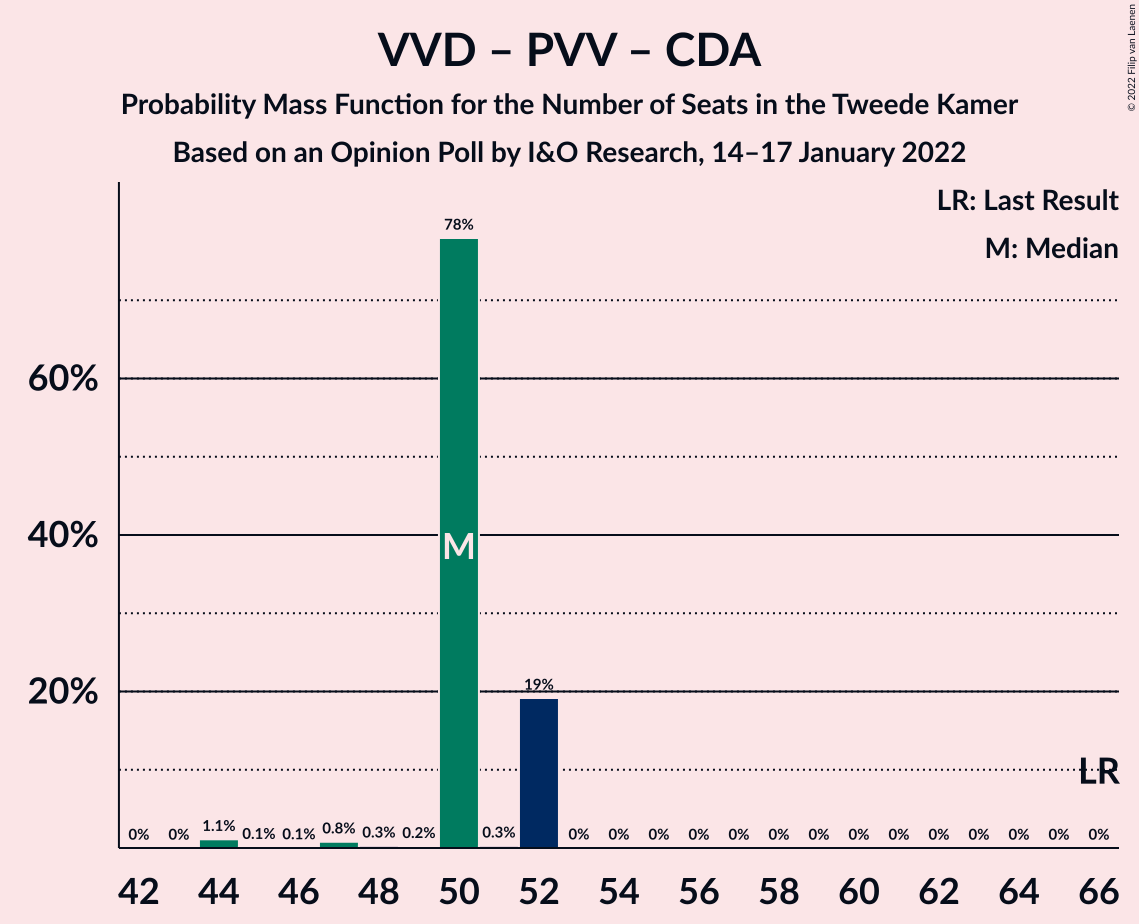 © 2022 Filip van Laenen
VVD – PVV – CDA
Probability Mass Function for the Number of Seats in the Tweede Kamer
Based on an Opinion Poll by I&O Research, 14–17 January 2022
LR: Last Result
M: Median
60%
40%
20%
0% 0% 1.1% 0.1% 0.1% 0.8% 0.3% 0.2% 78% 0.3% 19% 0% 0% 0% 0% 0% 0% 0% 0% 0% 0% 0% 0% 0% 0%
M
LR
42 44 46 48 50 52 54 56 58 60 62 64 66